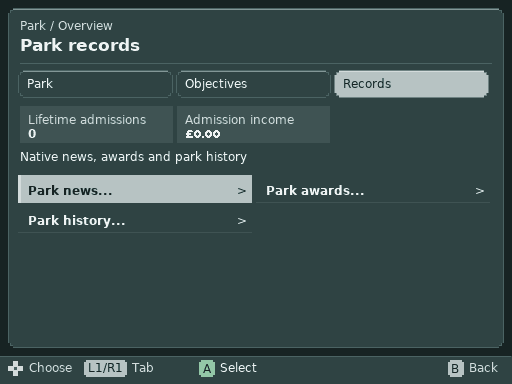 Park / Overview
Park records
Park
Objectives
Records
Lifetime admissions
0
Admission income
£0.00
Native news, awards and park history
Park news... >
Park awards... >
Park history... >
Choose L1/R1 Tab A Select B Back